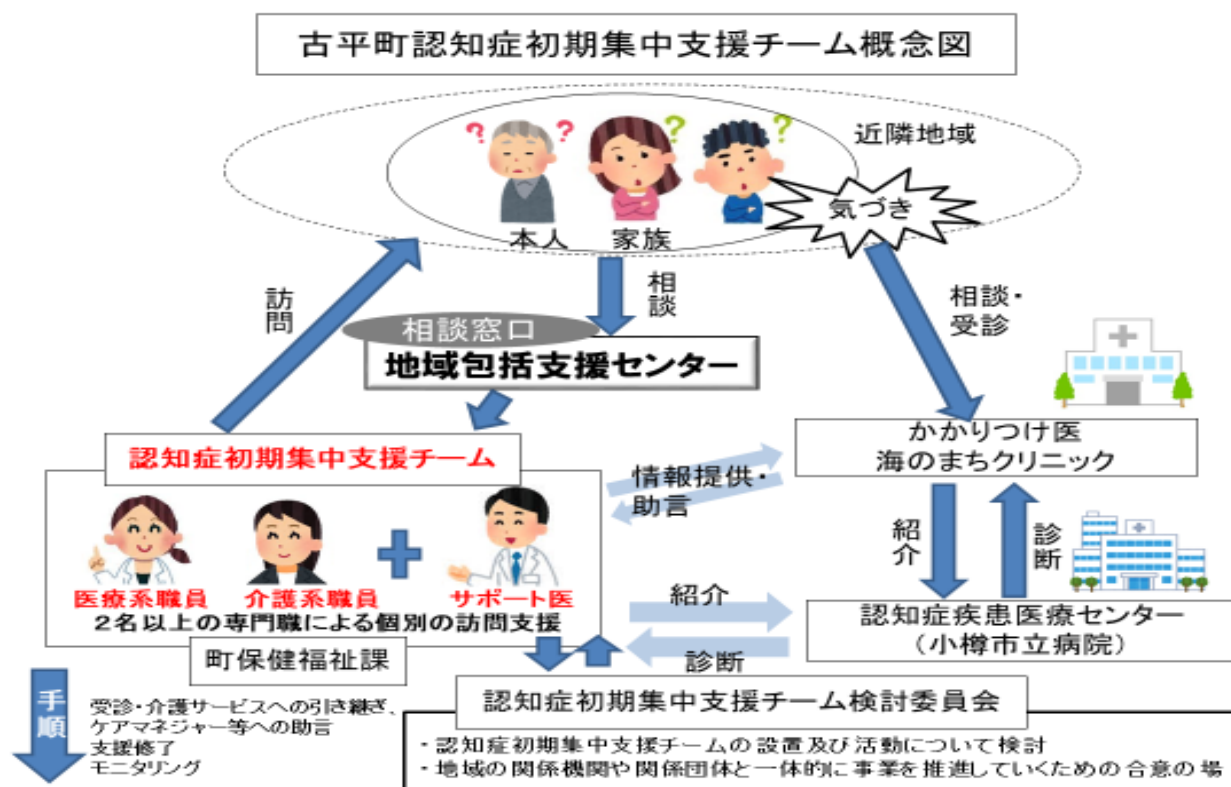 古平町認知症初期集中支援チーム概念図
? ? ? ?
近隣地域
気づき
本人 家族
訪問
相談
相談・
受診
相談窓口
地域包括支援センター
認知症初期集中支援チーム
かかりつけ医
海のまちクリニック
情報提供・
助言
医療系職員 介護系職員 サポート医
2名以上の専門職による個別の訪問支援
町保健福祉課
紹介
診断
紹介
診断
認知症疾患医療センター
(小樽市立病院)
手順
受診・介護サービスへの引き継ぎ、
ケアマネジャー等への助言
支援修了
モニタリング
認知症初期集中支援チーム検討委員会
・認知症初期集中支援チームの設置及び活動について検討
・地域の関係機関や関係団体と一体的に事業を推進していくための合意の場